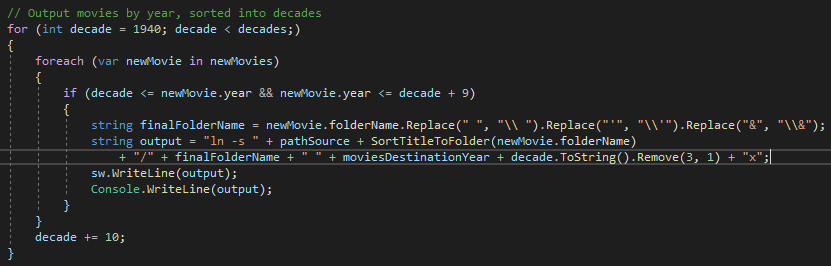 // Output movies by year, sorted into decades
for (int decade = 1940; decade < decades;)
{
    foreach (var newMovie in newMovies)
    {
        if (decade <= newMovie.year && newMovie.year <= decade + 9)
        {
            string finalFolderName = newMovie.folderName.Replace(" ", "\\ ").Replace("'", "\\'").Replace("&", "\\&");
            string output = "ln -s " + pathSource + SortTitleToFolder(newMovie.folderName)
                + "/" + finalFolderName + " " + moviesDestinationYear + decade.ToString().Remove(3, 1) + "x";
            sw.WriteLine(output);
            Console.WriteLine(output);
        }
    }
    decade += 10;
}